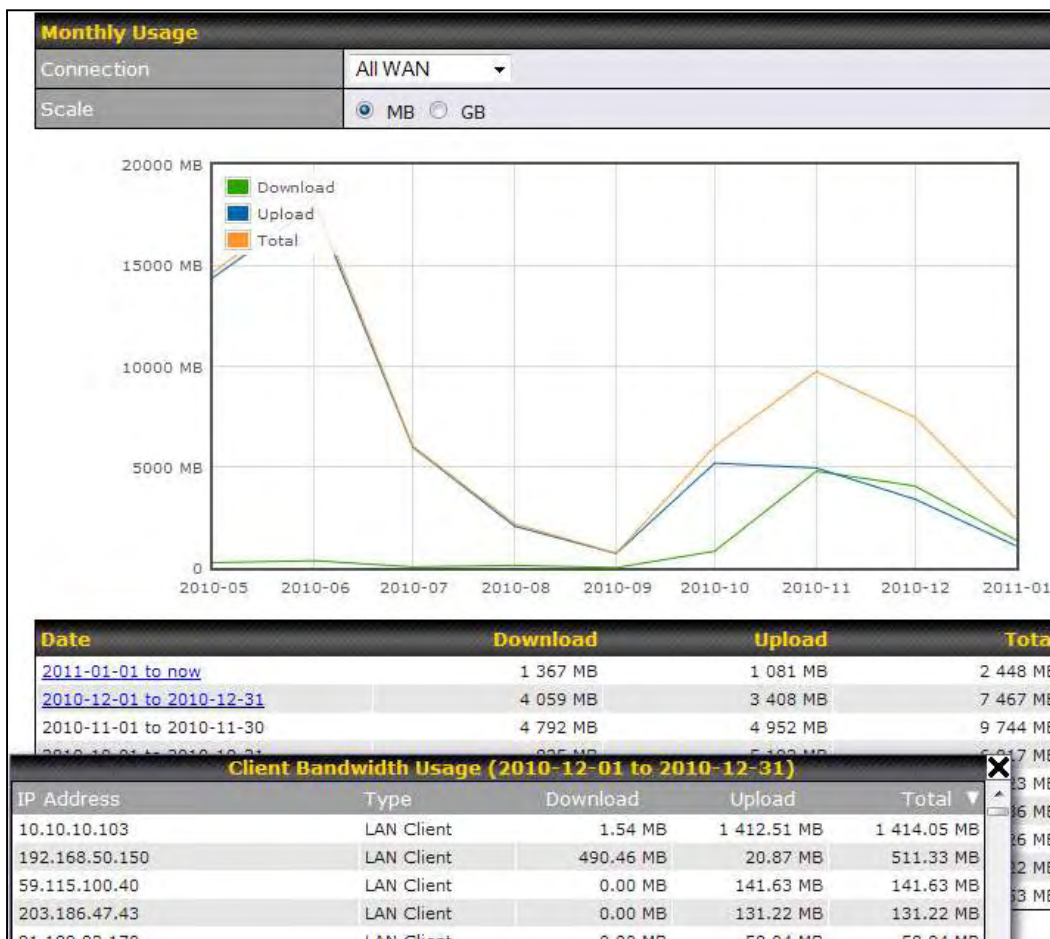 Monthly Usage
Connection All WAN
Scale MB GB
20000 MB
Download
Upload
Total
15000 MB
10000 MB
5000 MB
0
2010-05 2010-06 2010-07 2010-08 2010-09 2010-10 2010-11 2010-12 2011-01
Date Download Upload Tota
2011-01-01 to now 1 367 MB 1 081 MB 2 448 MB
2010-12-01 to 2010-12-31 4 059 MB 3 408 MB 7 467 MB
2010-11-01 to 2010-11-30 4 792 MB 4 952 MB 9 744 MB
Client Bandwidth Usage (2010-12-01 to 2010-12-31)
IP Address Type Download Upload Total
10.10.10.103 LAN Client 1.54 MB 1 412.51 MB 1 414.05 MB
192.168.50.150 LAN Client 490.46 MB 20.87 MB 511.33 MB
59.115.100.40 LAN Client 0.00 MB 141.63 MB 141.63 MB
203.186.47.43 LAN Client 0.00 MB 131.22 MB 131.22 MB